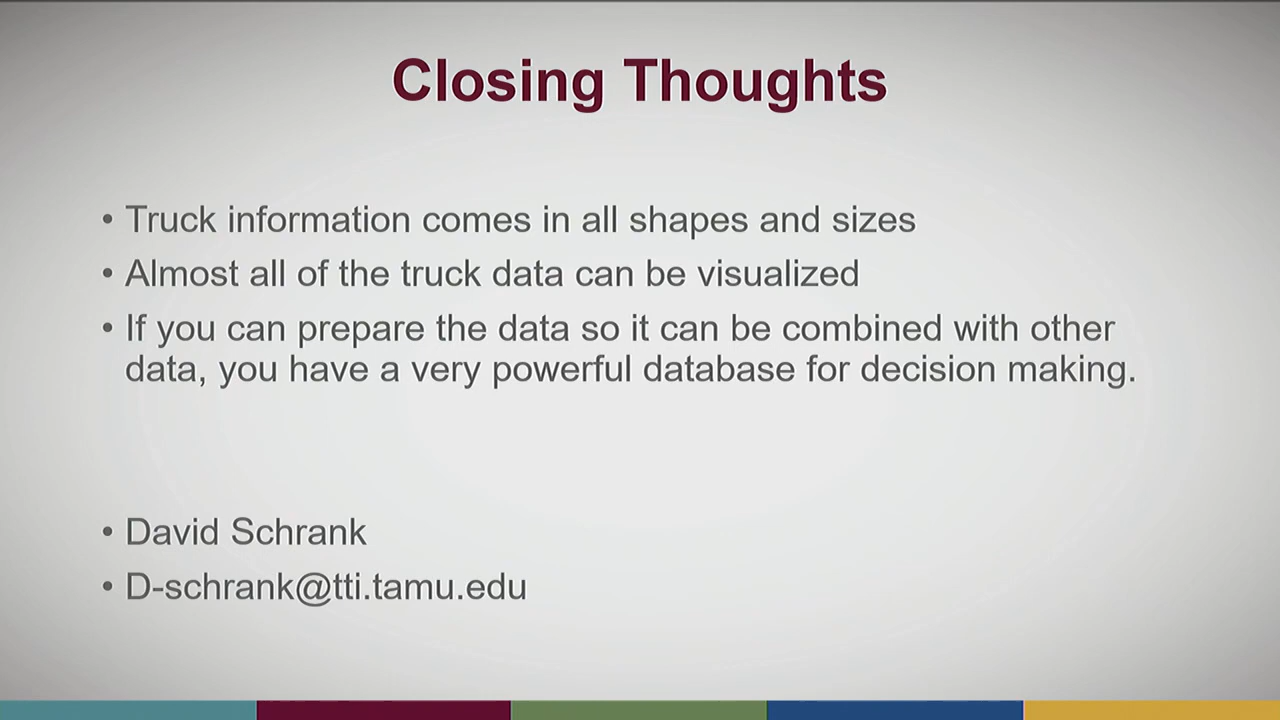 Closing Thoughts
• Truck information comes in all shapes and sizes
• Almost all of the truck data can be visualized
• If you can prepare the data so it can be combined with other
data, you have a very powerful database for decision making.
• David Schrank
• D-schrank@tti.tamu.edu